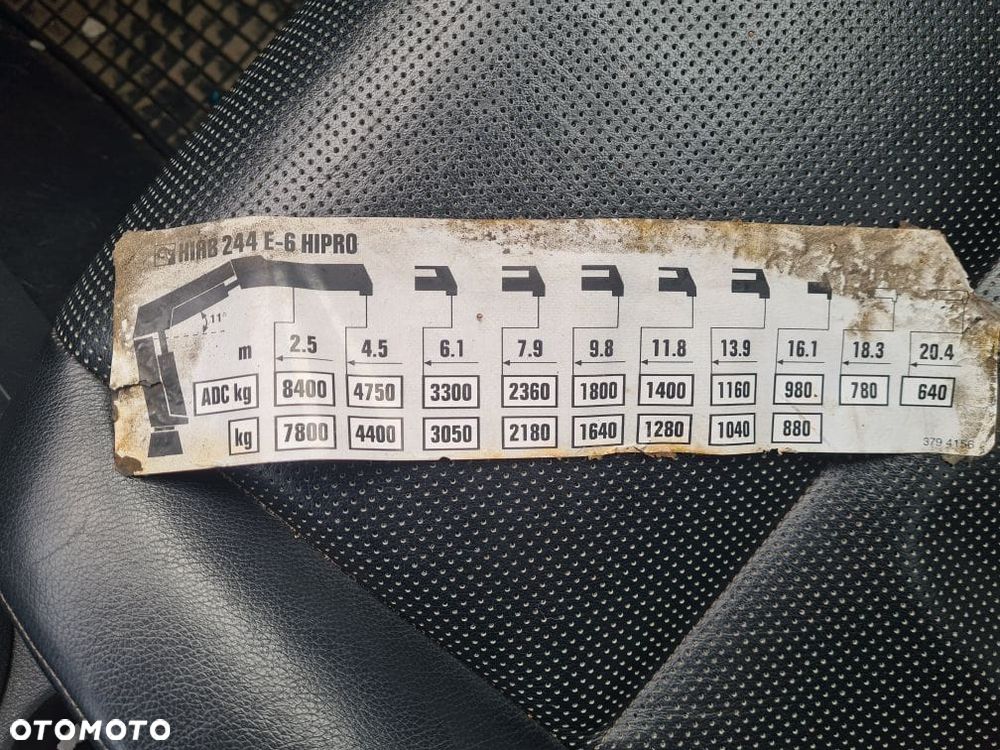 HIAB 244 E-6 HIPRO
11°
m 2.5 4.5 6.1 7.9 9.8 11.8 13.9 16.1 18.3 20.4
ADC kg 8400 4750 3300 2360 1800 1400 1160 980 780 640
kg 7800 4400 3050 2180 1640 1280 1040 880
379 4156
OTOMOTO